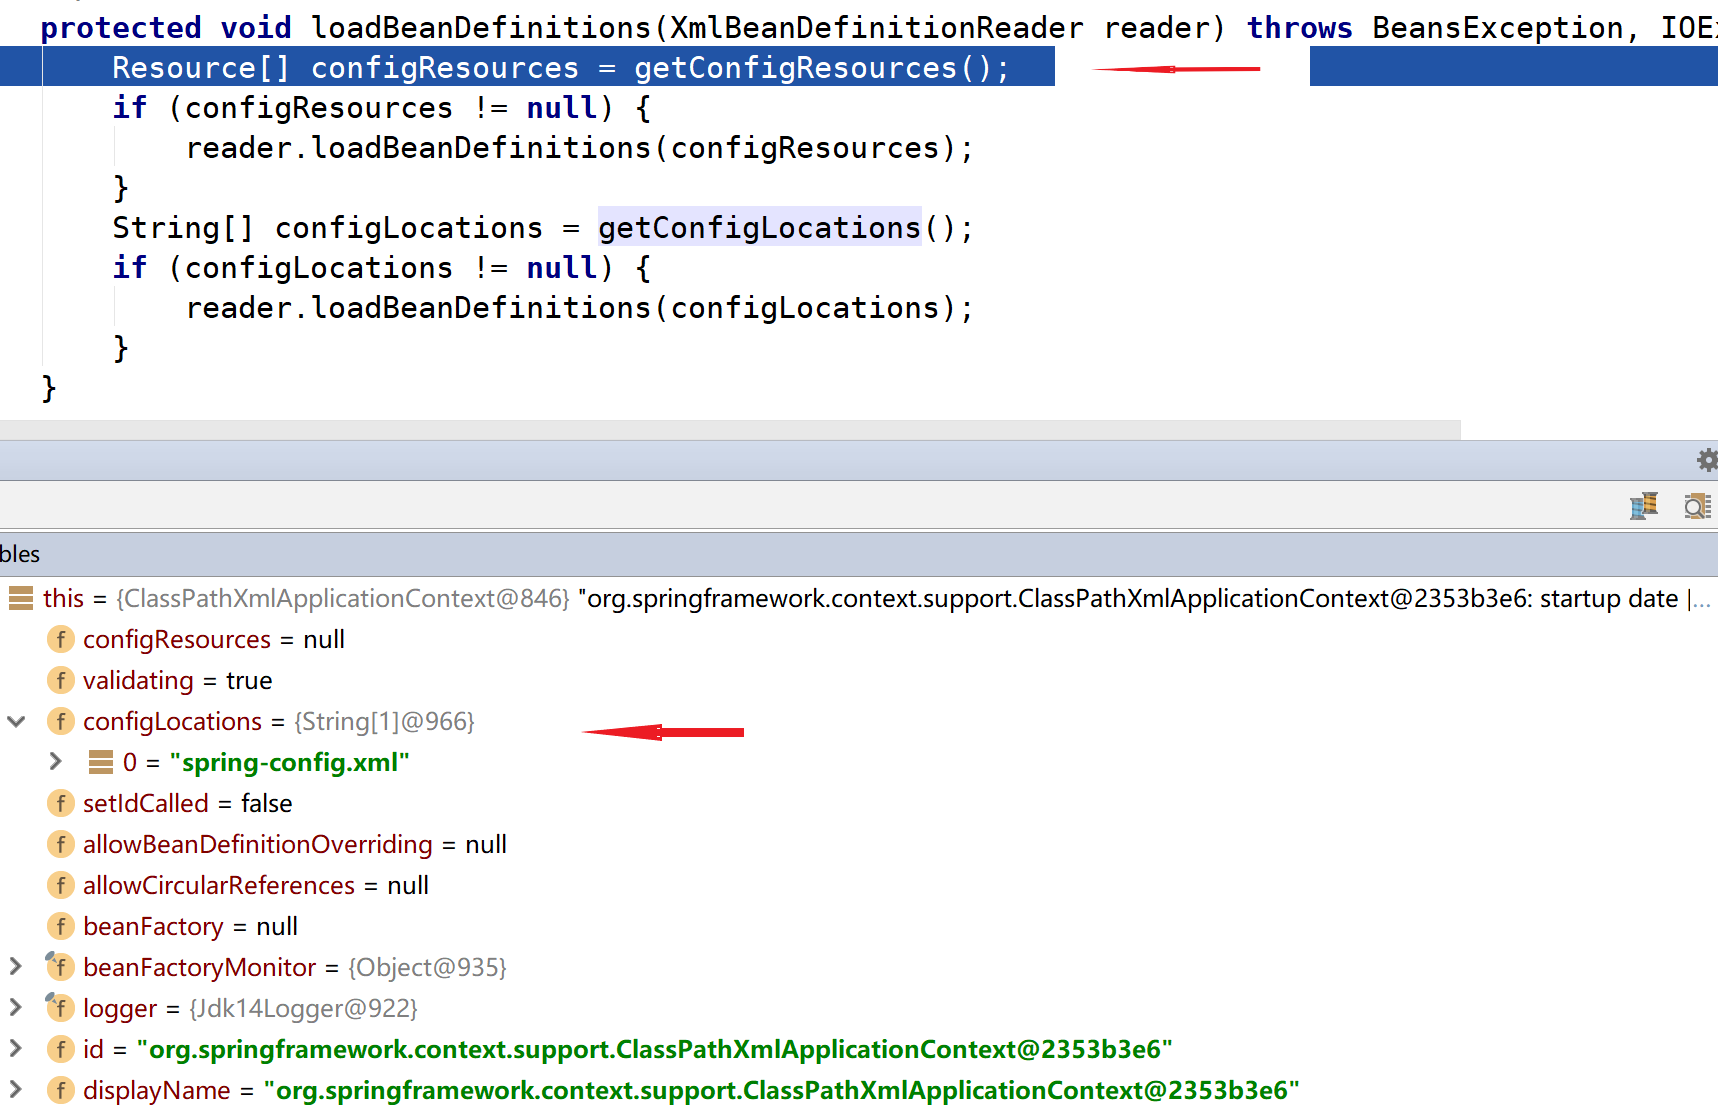 protected void loadBeanDefinitions(XmlBeanDefinitionReader reader) throws BeansException, IOEx
Resource[] configResources = getConfigResources();
if (configResources != null) {
reader.loadBeanDefinitions(configResources);
}
String[] configLocations = getConfigLocations();
if (configLocations != null) {
reader.loadBeanDefinitions(configLocations);
}
}
bles
this = {ClassPathXmlApplicationContext@846} "org.springframework.context.support.ClassPathXmlApplicationContext@2353b3e6: startup date |...
f configResources = null
f validating = true
f configLocations = {String[1]@966}
0 = "spring-config.xml"
f setIdCalled = false
f allowBeanDefinitionOverriding = null
f allowCircularReferences = null
f beanFactory = null
f beanFactoryMonitor = {Object@935}
f logger = {Jdk14Logger@922}
f id = "org.springframework.context.support.ClassPathXmlApplicationContext@2353b3e6"
f displayName = "org.springframework.context.support.ClassPathXmlApplicationContext@2353b3e6"